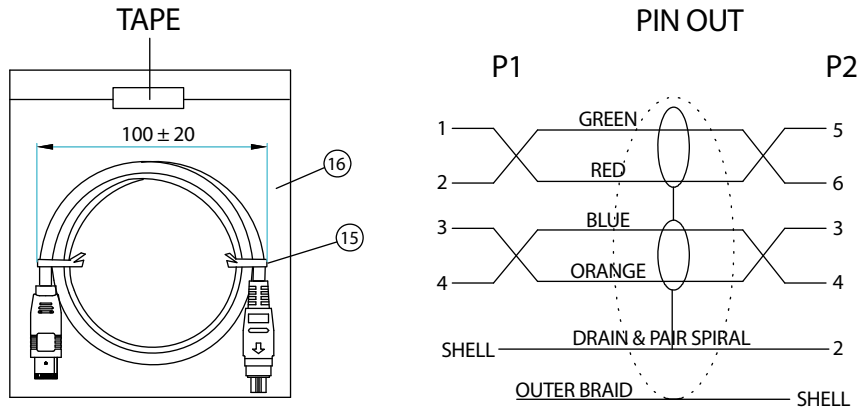 TAPE
100 ± 20
16
15
PIN OUT
P1 P2
1 GREEN 5
2 RED 6
3 BLUE 3
4 ORANGE 4
SHELL DRAIN & PAIR SPIRAL 2
OUTER BRAID SHELL